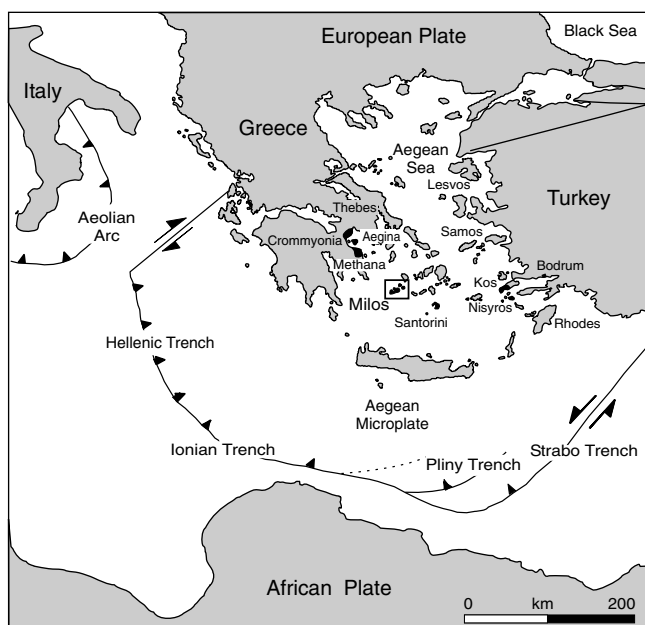 European Plate
Black Sea
Italy
Greece
Aegean
Sea
Lesvos
Turkey
Thebes
Aeolian
Arc
Crommyonia
Aegina
Samos
Methana
Bodrum
Kos
Milos
Nisyros
Santorini
Rhodes
Hellenic Trench
Aegean
Microplate
Ionian Trench
Pliny Trench
Strabo Trench
African Plate
0 km 200